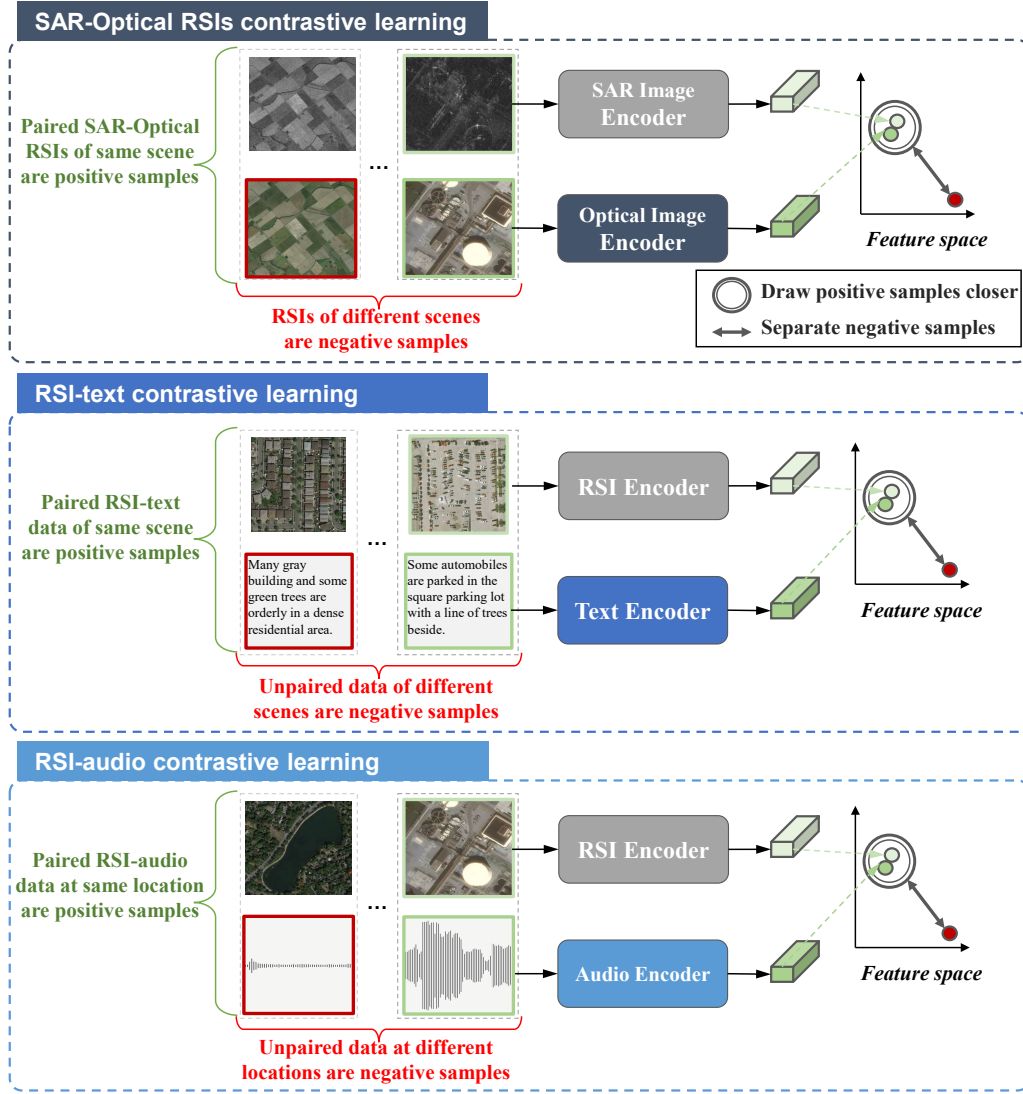 SAR-Optical RSIs contrastive learning
Paired SAR-Optical
RSIs of same scene
are positive samples
...
SAR Image
Encoder
Optical Image
Encoder
Feature space
RSIs of different scenes
are negative samples
Draw positive samples closer
Separate negative samples
RSI-text contrastive learning
Paired RSI-text
data of same scene
are positive samples
...
Many gray
building and some
green trees are
orderly in a dense
residential area.
Some automobiles
are parked in the
square parking lot
with a line of trees
beside.
RSI Encoder
Text Encoder
Feature space
Unpaired data of different
scenes are negative samples
RSI-audio contrastive learning
Paired RSI-audio
data at same location
are positive samples
...
RSI Encoder
Audio Encoder
Feature space
Unpaired data at different
locations are negative samples